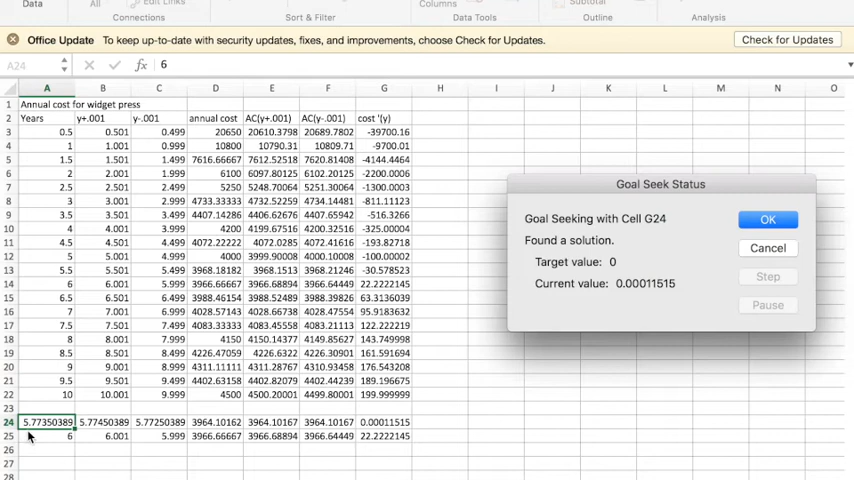 Data All Edit Links Columns Subtotal
Connections Sort & Filter Data Tools Outline Analysis
Office Update To keep up-to-date with security updates, fixes, and improvements, choose Check for Updates. Check for Updates
A24 fx 6
A B C D E F G H I J K L M N O
1 Annual cost for widget press
2 Years y+.001 y-.001 annual cost AC(y+.001) AC(y-.001) cost '(y)
3 0.5 0.501 0.499 20650 20610.3798 20689.7802 -39700.16
4 1 1.001 0.999 10800 10790.31 10809.71 -9700.01
5 1.5 1.501 1.499 7616.66667 7612.52518 7620.81408 -4144.4464
6 2 2.001 1.999 6100 6097.80125 6102.20125 -2200.0006
7 2.5 2.501 2.499 5250 5248.70064 5251.30064 -1300.0003
8 3 3.001 2.999 4733.33333 4732.52259 4734.14481 -811.11123
9 3.5 3.501 3.499 4407.14286 4406.62676 4407.65942 -516.3266
10 4 4.001 3.999 4200 4199.67516 4200.32516 -325.00004
11 4.5 4.501 4.499 4072.22222 4072.0285 4072.41616 -193.82718
12 5 5.001 4.999 4000 3999.90008 4000.10008 -100.00002
13 5.5 5.501 5.499 3968.18182 3968.1513 3968.21246 -30.578523
14 6 6.001 5.999 3966.66667 3966.68894 3966.64449 22.2222145
15 6.5 6.501 6.499 3988.46154 3988.52489 3988.39826 63.3136039
16 7 7.001 6.999 4028.57143 4028.66738 4028.47554 95.9183632
17 7.5 7.501 7.499 4083.33333 4083.45558 4083.21113 122.222219
18 8 8.001 7.999 4150 4150.14377 4149.85627 143.749998
19 8.5 8.501 8.499 4226.47059 4226.6322 4226.30901 161.591694
20 9 9.001 8.999 4311.11111 4311.28767 4310.93458 176.543208
21 9.5 9.501 9.499 4402.63158 4402.82079 4402.44239 189.196675
22 10 10.001 9.999 4500 4500.20001 4499.80001 199.999999
23
24 5.77350389 5.77450389 5.77250389 3964.10162 3964.10167 3964.10167 0.00011515
25 6 6.001 5.999 3966.66667 3966.68894 3966.64449 22.2222145
26
27
28
Goal Seek Status
Goal Seeking with Cell G24 OK
Found a solution. Cancel
Target value: 0
Step
Current value: 0.00011515
Pause